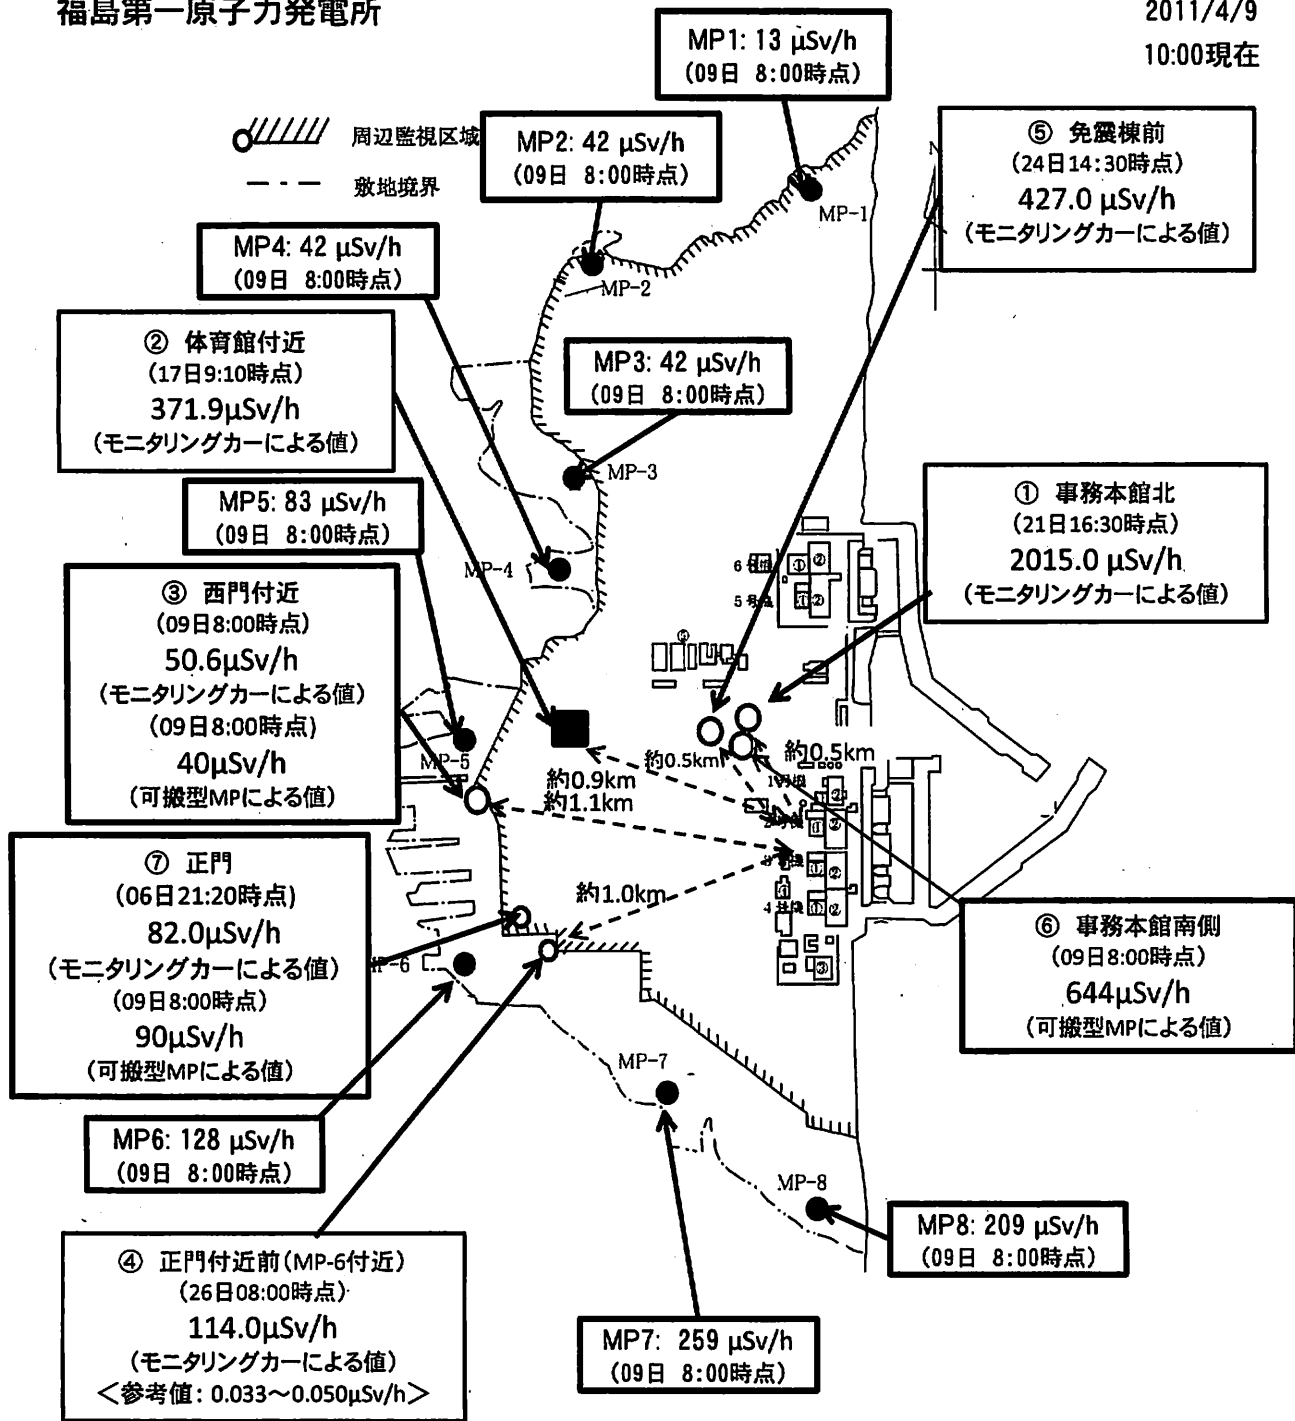 福島第一原子力発電所
2011/4/9
10:00現在
周辺監視区域
敷地境界
MP1: 13 μSv/h
(09日 8:00時点)
MP2: 42 μSv/h
(09日 8:00時点)
⑤ 免震棟前
(24日14:30時点)
427.0 μSv/h
(モニタリングカーによる値)
N
MP-1
MP-2
MP4: 42 μSv/h
(09日 8:00時点)
② 体育館付近
(17日9:10時点)
371.9μSv/h
(モニタリングカーによる値)
MP3: 42 μSv/h
(09日 8:00時点)
MP-3
MP5: 83 μSv/h
(09日 8:00時点)
MP-4
① 事務本館北
(21日16:30時点)
2015.0 μSv/h
(モニタリングカーによる値)
③ 西門付近
(09日8:00時点)
50.6μSv/h
(モニタリングカーによる値)
(09日8:00時点)
40μSv/h
(可搬型MPによる値)
MP-5
約0.5km
約0.5km
約0.9km
約1.1km
約1.0km
⑦ 正門
(06日21:20時点)
82.0μSv/h
(モニタリングカーによる値)
(09日8:00時点)
90μSv/h
(可搬型MPによる値)
⑥ 事務本館南側
(09日8:00時点)
644μSv/h
(可搬型MPによる値)
MP-7
MP6: 128 μSv/h
(09日 8:00時点)
MP-8
MP8: 209 μSv/h
(09日 8:00時点)
④ 正門付近前(MP-6付近)
(26日08:00時点)
114.0μSv/h
(モニタリングカーによる値)
<参考値: 0.033~0.050μSv/h>
MP7: 259 μSv/h
(09日 8:00時点)